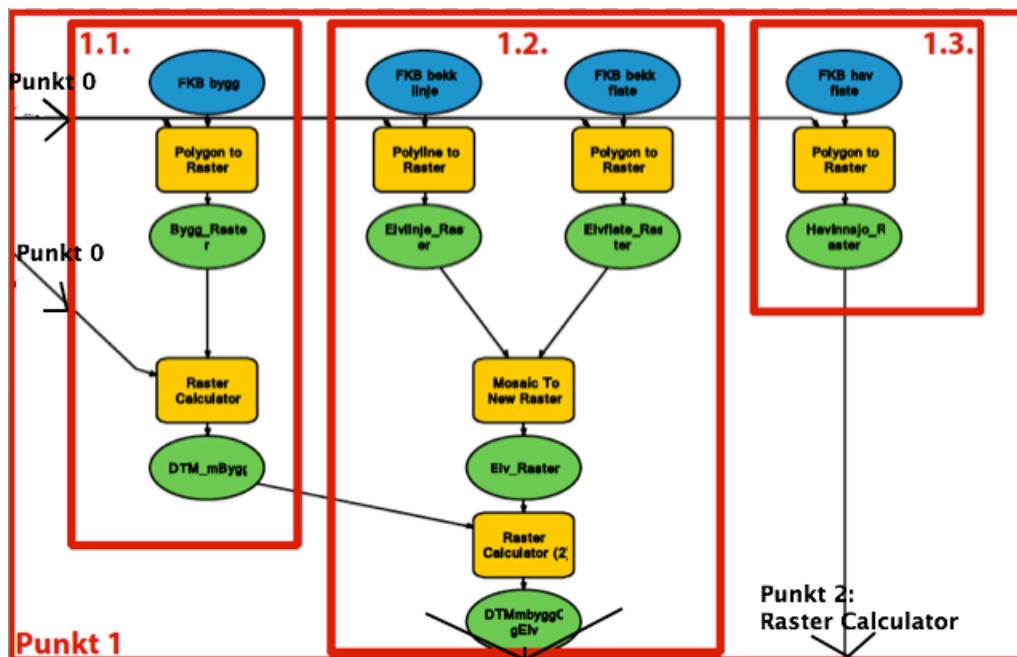 1.1.
1.2.
1.3.
FKB bygg
FKB bekk
linje
FKB bekk
flate
FKB hav
flate
Punkt 0
Polygon to
Raster
Polyline to
Raster
Polygon to
Raster
Polygon to
Raster
Bygg_Raste
r
Elvlinje_Ras
er
Elvflate_Ras
ter
Havinnsjo_R
aster
Punkt 0
Raster
Calculator
Mosaic To
New Raster
DTM_mBygg
Elv_Raster
Raster
Calculator (2)
DTMmbyggO
gElv
Punkt 2:
Raster Calculator
Punkt 1